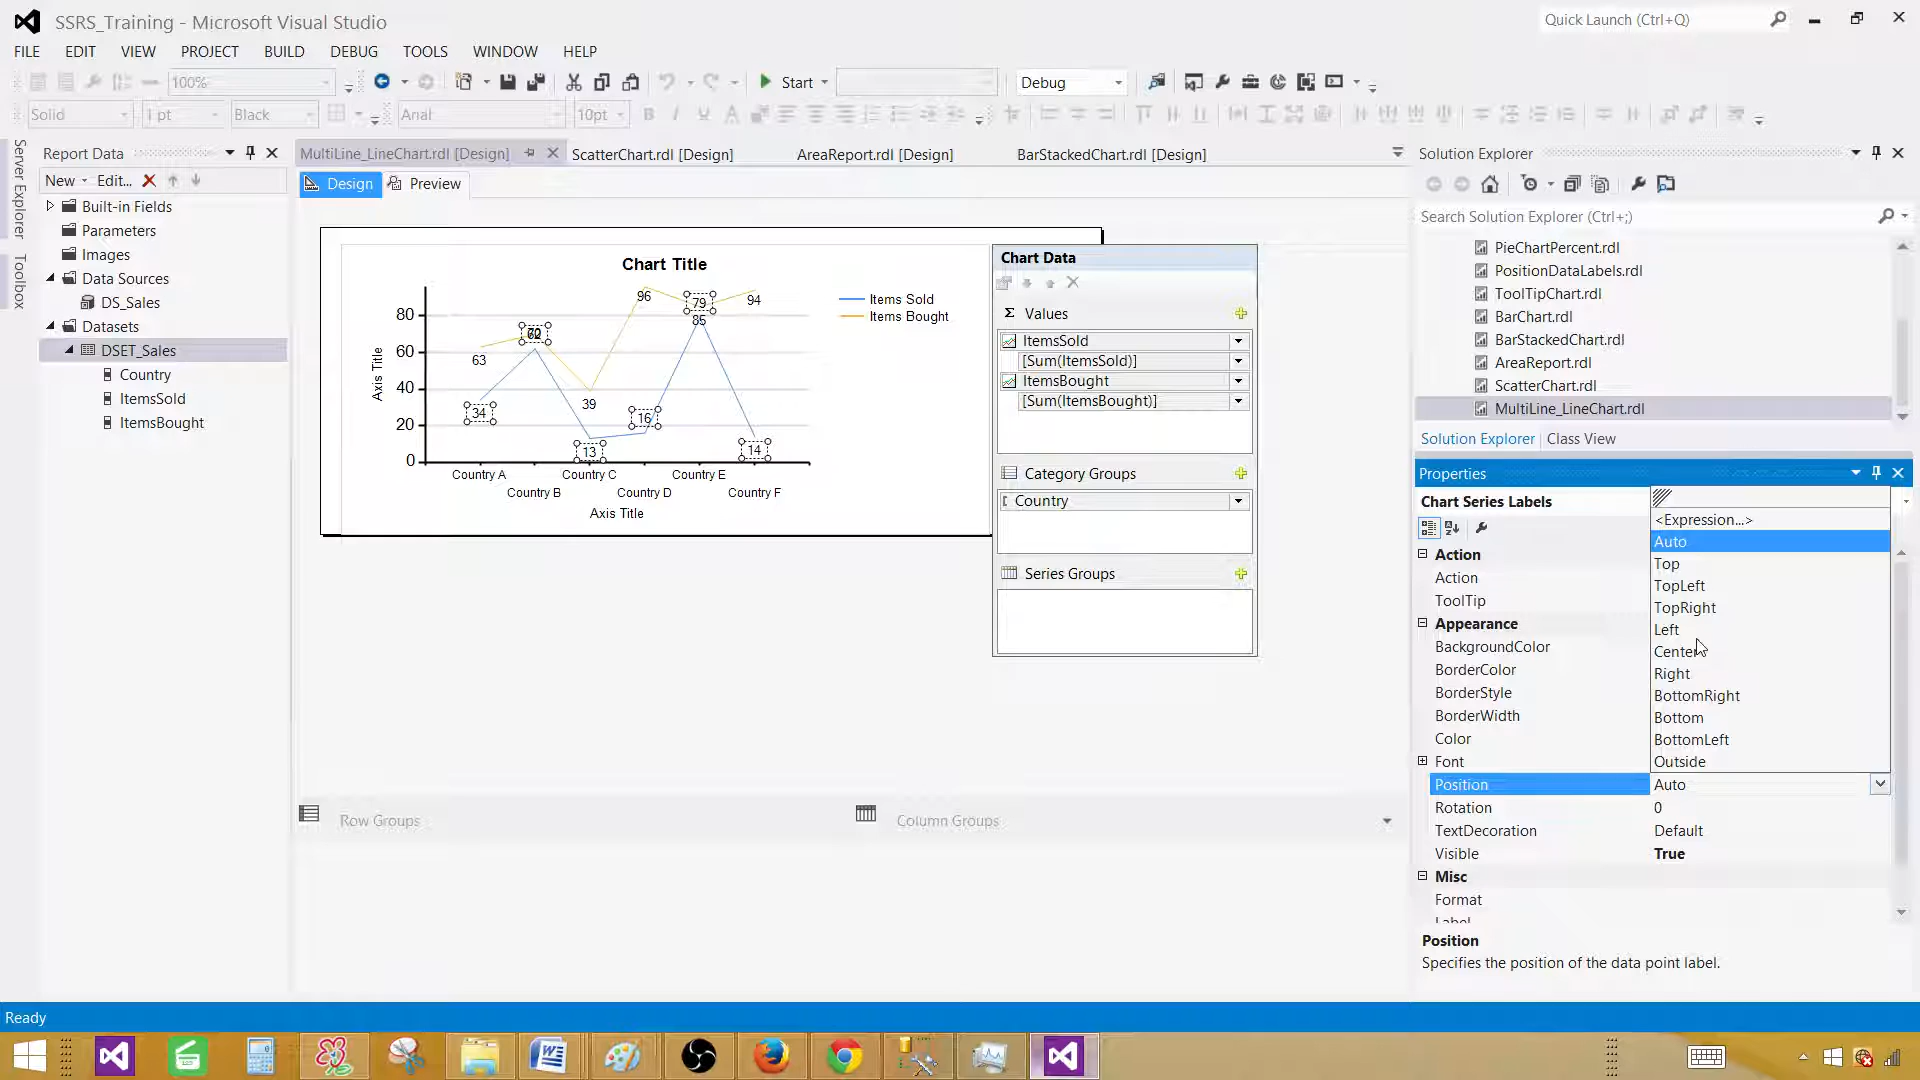 SSRS_Training - Microsoft Visual Studio
Quick Launch (Ctrl+Q)
FILE EDIT VIEW PROJECT BUILD DEBUG TOOLS WINDOW HELP
100% Start Debug
Solid 1 pt Black Arial 10pt B I U A
Server Explorer
Toolbox
Report Data
New Edit...
Built-in Fields
Parameters
Images
Data Sources
DS_Sales
Datasets
DSET_Sales
Country
ItemsSold
ItemsBought
MultiLine_LineChart.rdl [Design] ScatterChart.rdl [Design] AreaReport.rdl [Design] BarStackedChart.rdl [Design]
Design Preview
Chart Title
80
60
40
20
0
Axis Title
63
34
39
13
96
16
79
85
94
14
Items Sold
Items Bought
Country A Country C Country E
Country B Country D Country F
Axis Title
Chart Data
Σ Values
ItemsSold
[Sum(ItemsSold)]
ItemsBought
[Sum(ItemsBought)]
Category Groups
Country
Series Groups
Row Groups Column Groups
Solution Explorer
Search Solution Explorer (Ctrl+;)
PieChartPercent.rdl
PositionDataLabels.rdl
ToolTipChart.rdl
BarChart.rdl
BarStackedChart.rdl
AreaReport.rdl
ScatterChart.rdl
MultiLine_LineChart.rdl
Solution Explorer Class View
Properties
Chart Series Labels
Action
Action
ToolTip
Appearance
BackgroundColor
BorderColor
BorderStyle
BorderWidth
Color
Font
Position Auto
Rotation 0
TextDecoration Default
Visible True
Misc
Format
Label
<Expression...>
Auto
Top
TopLeft
TopRight
Left
Center
Right
BottomRight
Bottom
BottomLeft
Outside
Position
Specifies the position of the data point label.
Ready